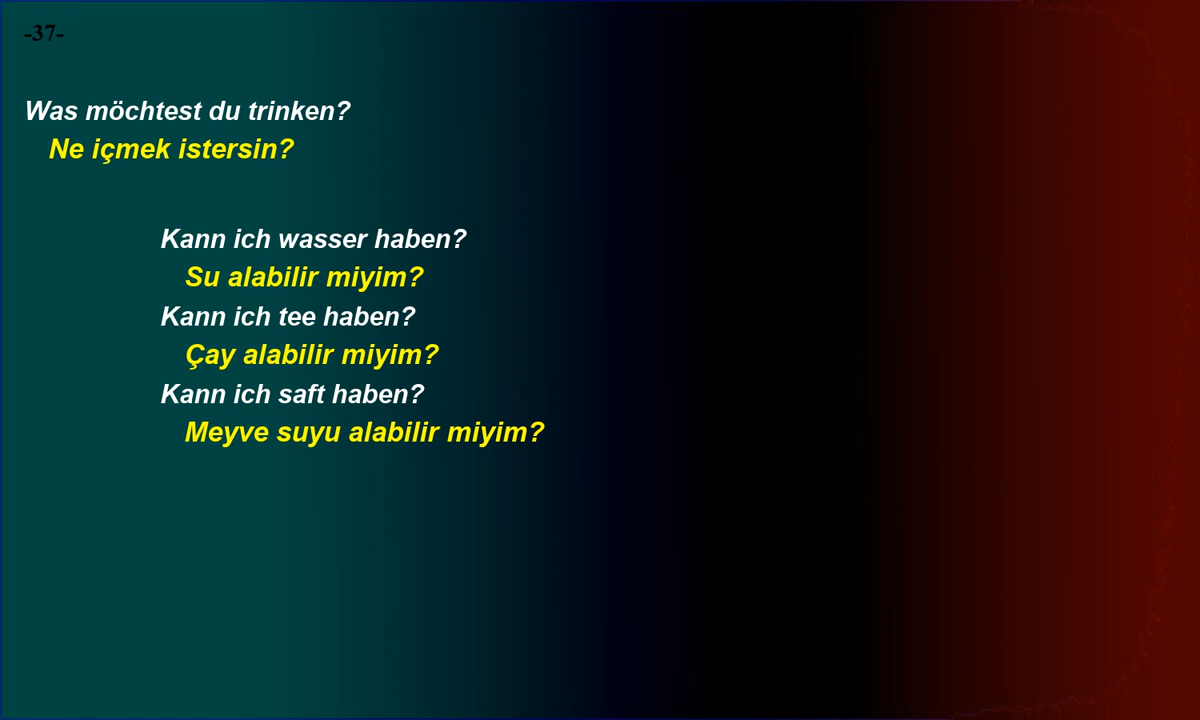 -37-
Was möchtest du trinken?
Ne içmek istersin?
Kann ich wasser haben?
Su alabilir miyim?
Kann ich tee haben?
Çay alabilir miyim?
Kann ich saft haben?
Meyve suyu alabilir miyim?